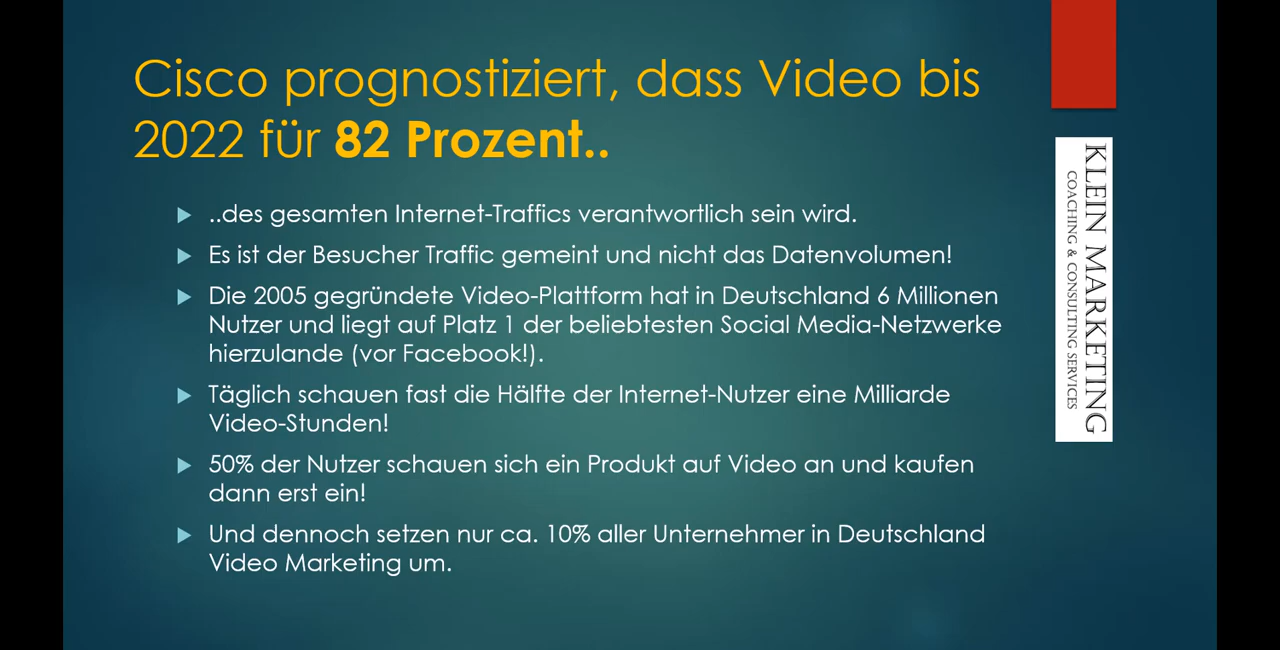 Cisco prognostiziert, dass Video bis
2022 für 82 Prozent..
..des gesamten Internet-Traffics verantwortlich sein wird.
Es ist der Besucher Traffic gemeint und nicht das Datenvolumen!
Die 2005 gegründete Video-Plattform hat in Deutschland 6 Millionen
Nutzer und liegt auf Platz 1 der beliebtesten Social Media-Netzwerke
hierzulande (vor Facebook!).
Täglich schauen fast die Hälfte der Internet-Nutzer eine Milliarde
Video-Stunden!
50% der Nutzer schauen sich ein Produkt auf Video an und kaufen
dann erst ein!
Und dennoch setzen nur ca. 10% aller Unternehmer in Deutschland
Video Marketing um.
KLEIN MARKETING
COACHING & CONSULTING SERVICES